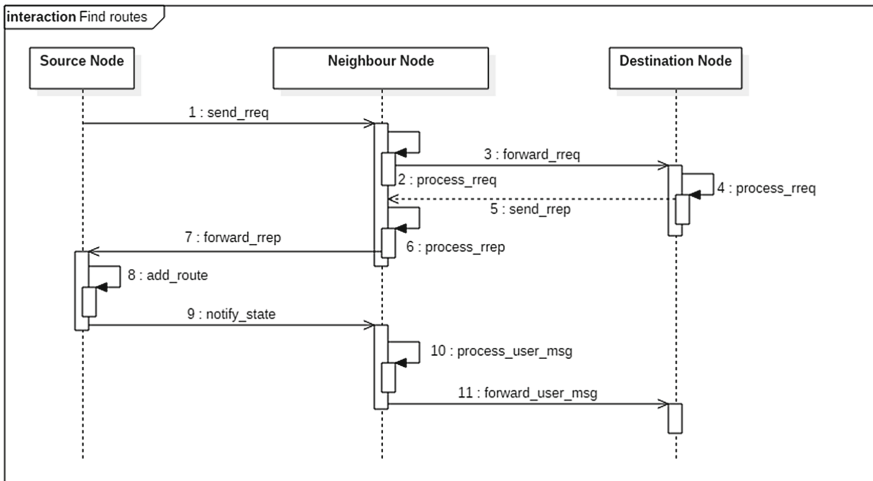 interaction Find routes
Source Node
Neighbour Node
Destination Node
1 : send_rreq
3 : forward_rreq
2 : process_rreq
4 : process_rreq
5 : send_rrep
7 : forward_rrep
6 : process_rrep
8 : add_route
9 : notify_state
10 : process_user_msg
11 : forward_user_msg